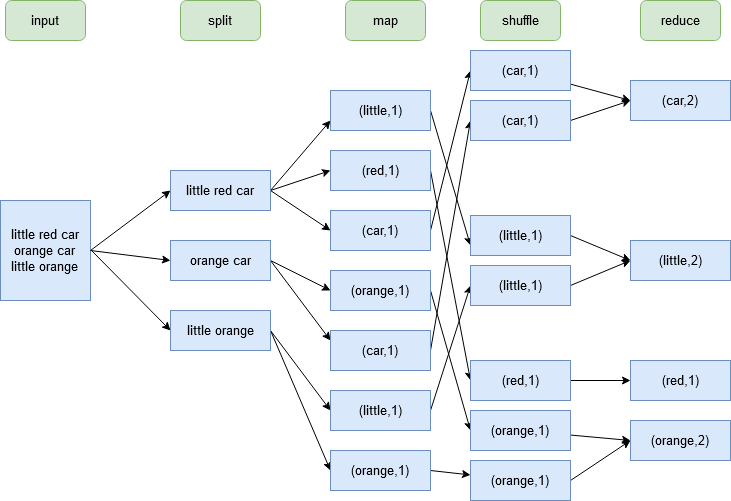 input
split
map
shuffle
reduce
little red car
orange car
little orange
little red car
orange car
little orange
(little,1)
(red,1)
(car,1)
(orange,1)
(car,1)
(little,1)
(orange,1)
(car,1)
(car,1)
(little,1)
(little,1)
(red,1)
(orange,1)
(orange,1)
(car,2)
(little,2)
(red,1)
(orange,2)